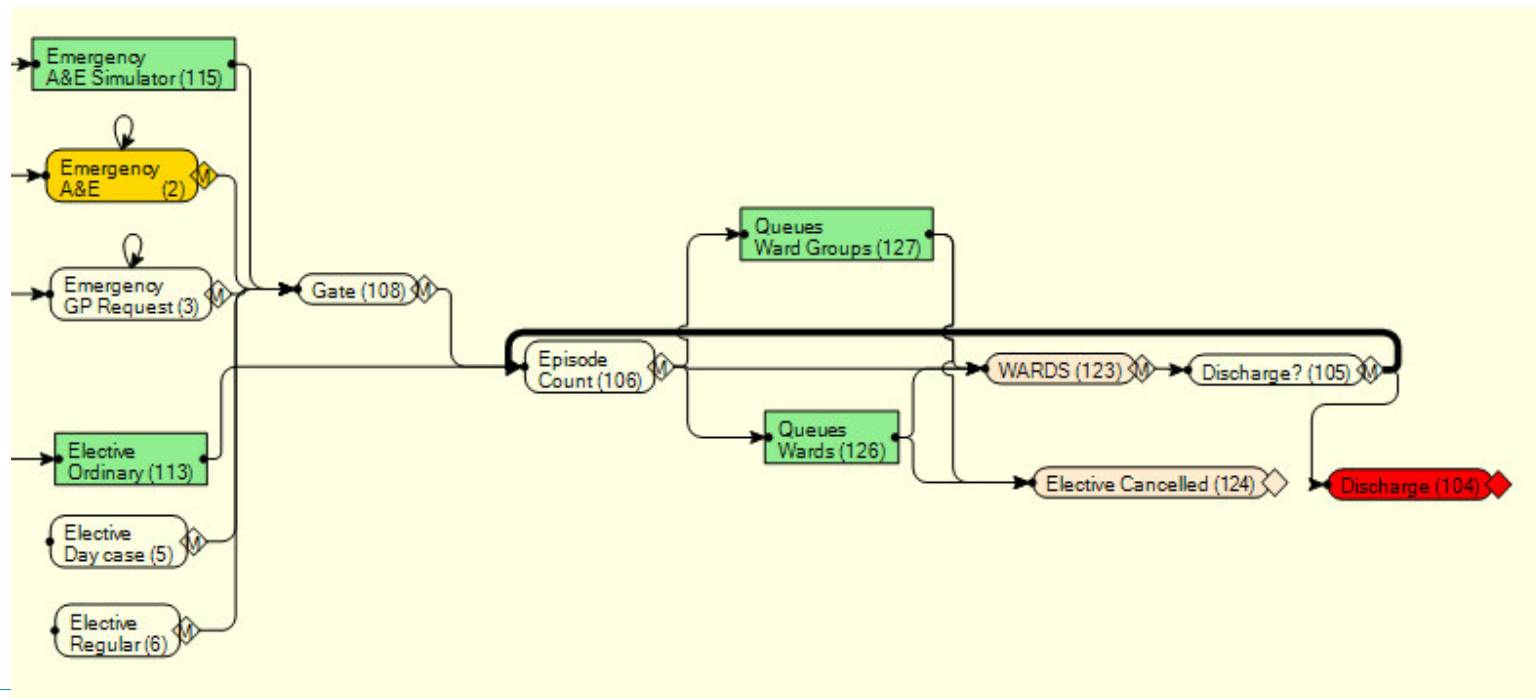 Emergency
A&E Simulator (115)
Emergency
A&E (2)
M
Emergency
GP Request (3)
M
Gate (108)
M
Queues
Ward Groups (127)
Episode
Count (106)
M
WARDS (123)
M
Discharge? (105)
M
Queues
Wards (126)
Elective
Ordinary (113)
Elective Cancelled (124)
Discharge (104)
Elective
Day case (5)
M
Elective
Regular (6)
M